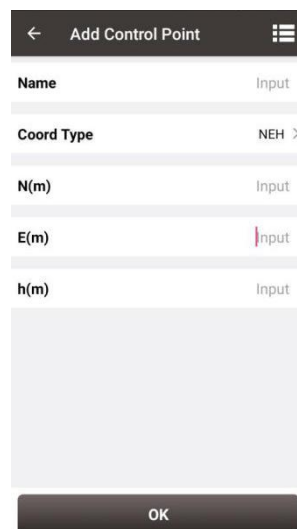 Add Control Point
Name Input
Coord Type NEH
N(m) Input
E(m) Input
h(m) Input
OK